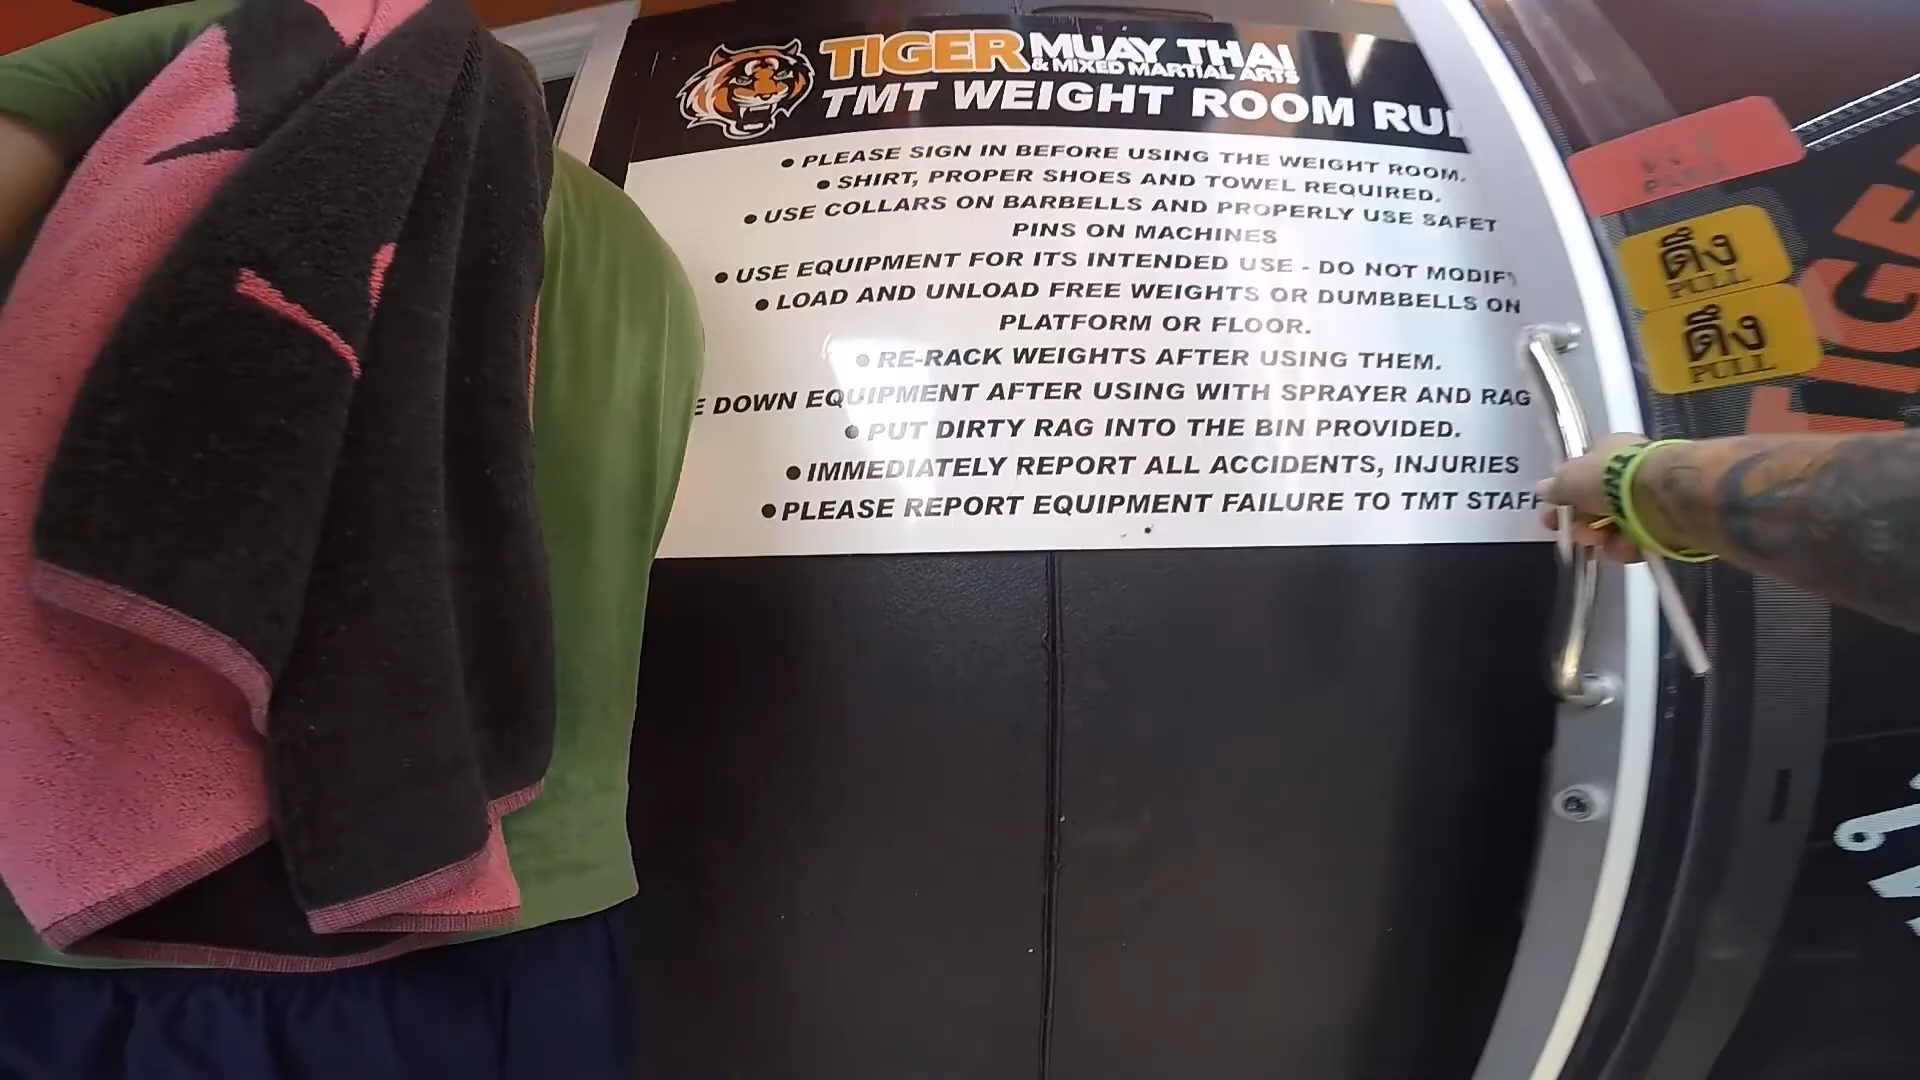 TIGER MUAY THAI
& MIXED MARTIAL ARTS
TMT WEIGHT ROOM
• PLEASE SIGN IN BEFORE USING THE WEIGHT ROOM.
• SHIRT, PROPER SHOES AND TOWEL REQUIRED.
• USE COLLARS ON BARBELLS AND PROPERLY USE SAFET
PINS ON MACHINES
• USE EQUIPMENT FOR ITS INTENDED USE - DO NOT MODIF
• LOAD AND UNLOAD FREE WEIGHTS OR DUMBBELLS ON
PLATFORM OR FLOOR.
• RE-RACK WEIGHTS AFTER USING THEM.
E DOWN EQUIPMENT AFTER USING WITH SPRAYER AND RAG
• PUT DIRTY RAG INTO THE BIN PROVIDED.
• IMMEDIATELY REPORT ALL ACCIDENTS, INJURIES
• PLEASE REPORT EQUIPMENT FAILURE TO TMT STAFF
ดึง
PULL
ดึง
PULL
TIGE